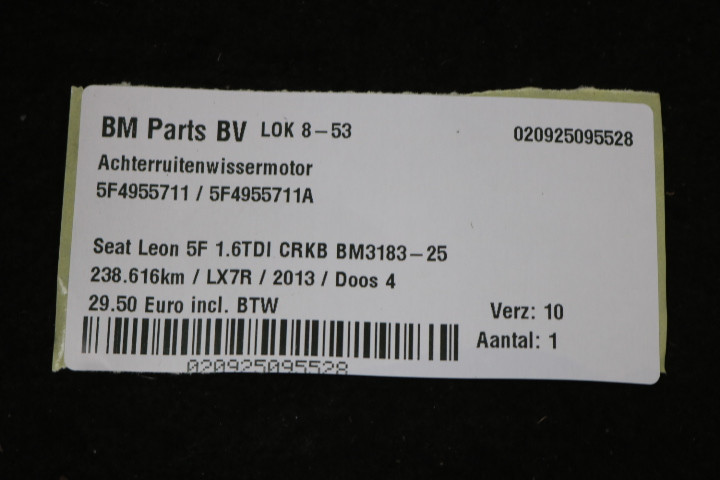 BM Parts BV LOK 8-53 020925095528
Achterruitenwissermotor
5F4955711 / 5F4955711A
Seat Leon 5F 1.6TDI CRKB BM3183-25
238.616km / LX7R / 2013 / Doos 4
29.50 Euro incl. BTW Verz: 10
Aantal: 1
020925095528